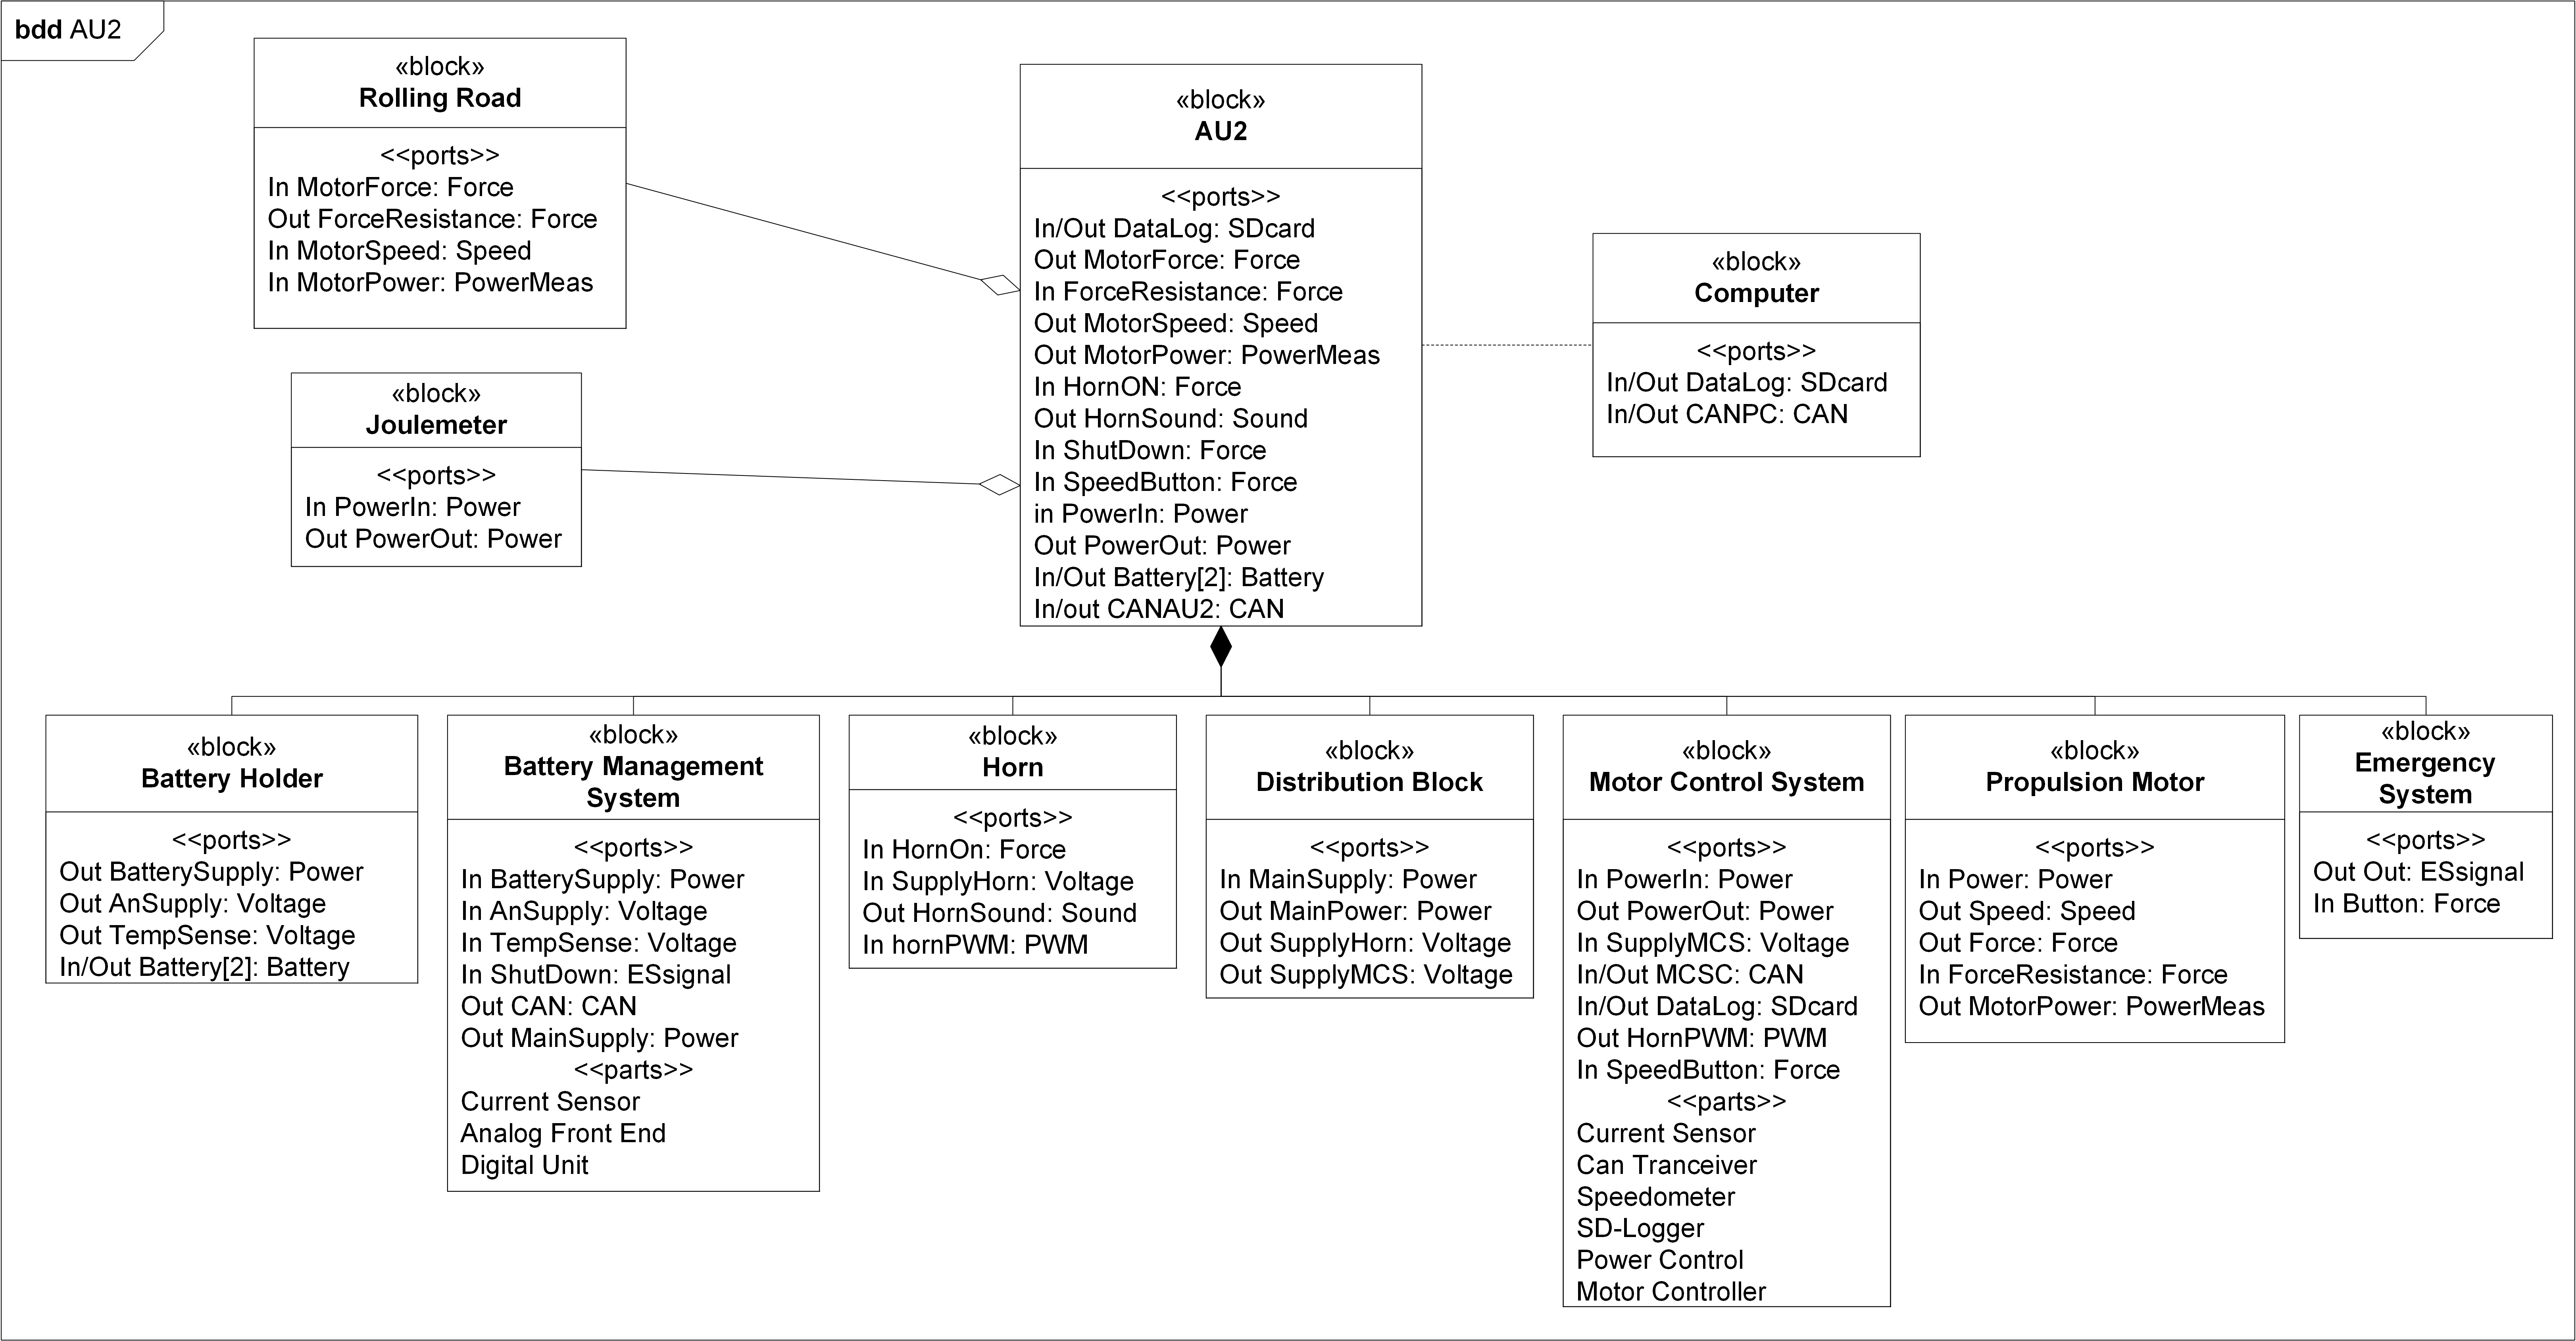 bdd AU2
«block»
Rolling Road
<<ports>>
In MotorForce: Force
Out ForceResistance: Force
In MotorSpeed: Speed
In MotorPower: PowerMeas
«block»
Joulemeter
<<ports>>
In PowerIn: Power
Out PowerOut: Power
«block»
AU2
<<ports>>
In/Out DataLog: SDcard
Out MotorForce: Force
In ForceResistance: Force
Out MotorSpeed: Speed
Out MotorPower: PowerMeas
In HornON: Force
Out HornSound: Sound
In ShutDown: Force
In SpeedButton: Force
in PowerIn: Power
Out PowerOut: Power
In/Out Battery[2]: Battery
In/out CANAU2: CAN
«block»
Computer
<<ports>>
In/Out DataLog: SDcard
In/Out CANPC: CAN
«block»
Battery Holder
<<ports>>
Out BatterySupply: Power
Out AnSupply: Voltage
Out TempSense: Voltage
In/Out Battery[2]: Battery
«block»
Battery Management
System
<<ports>>
In BatterySupply: Power
In AnSupply: Voltage
In TempSense: Voltage
In ShutDown: ESsignal
Out CAN: CAN
Out MainSupply: Power
<<parts>>
Current Sensor
Analog Front End
Digital Unit
«block»
Horn
<<ports>>
In HornOn: Force
In SupplyHorn: Voltage
Out HornSound: Sound
In hornPWM: PWM
«block»
Distribution Block
<<ports>>
In MainSupply: Power
Out MainPower: Power
Out SupplyHorn: Voltage
Out SupplyMCS: Voltage
«block»
Motor Control System
<<ports>>
In PowerIn: Power
Out PowerOut: Power
In SupplyMCS: Voltage
In/Out MCSC: CAN
In/Out DataLog: SDcard
Out HornPWM: PWM
In SpeedButton: Force
<<parts>>
Current Sensor
Can Tranceiver
Speedometer
SD-Logger
Power Control
Motor Controller
«block»
Propulsion Motor
<<ports>>
In Power: Power
Out Speed: Speed
Out Force: Force
In ForceResistance: Force
Out MotorPower: PowerMeas
«block»
Emergency
System
<<ports>>
Out Out: ESsignal
In Button: Force